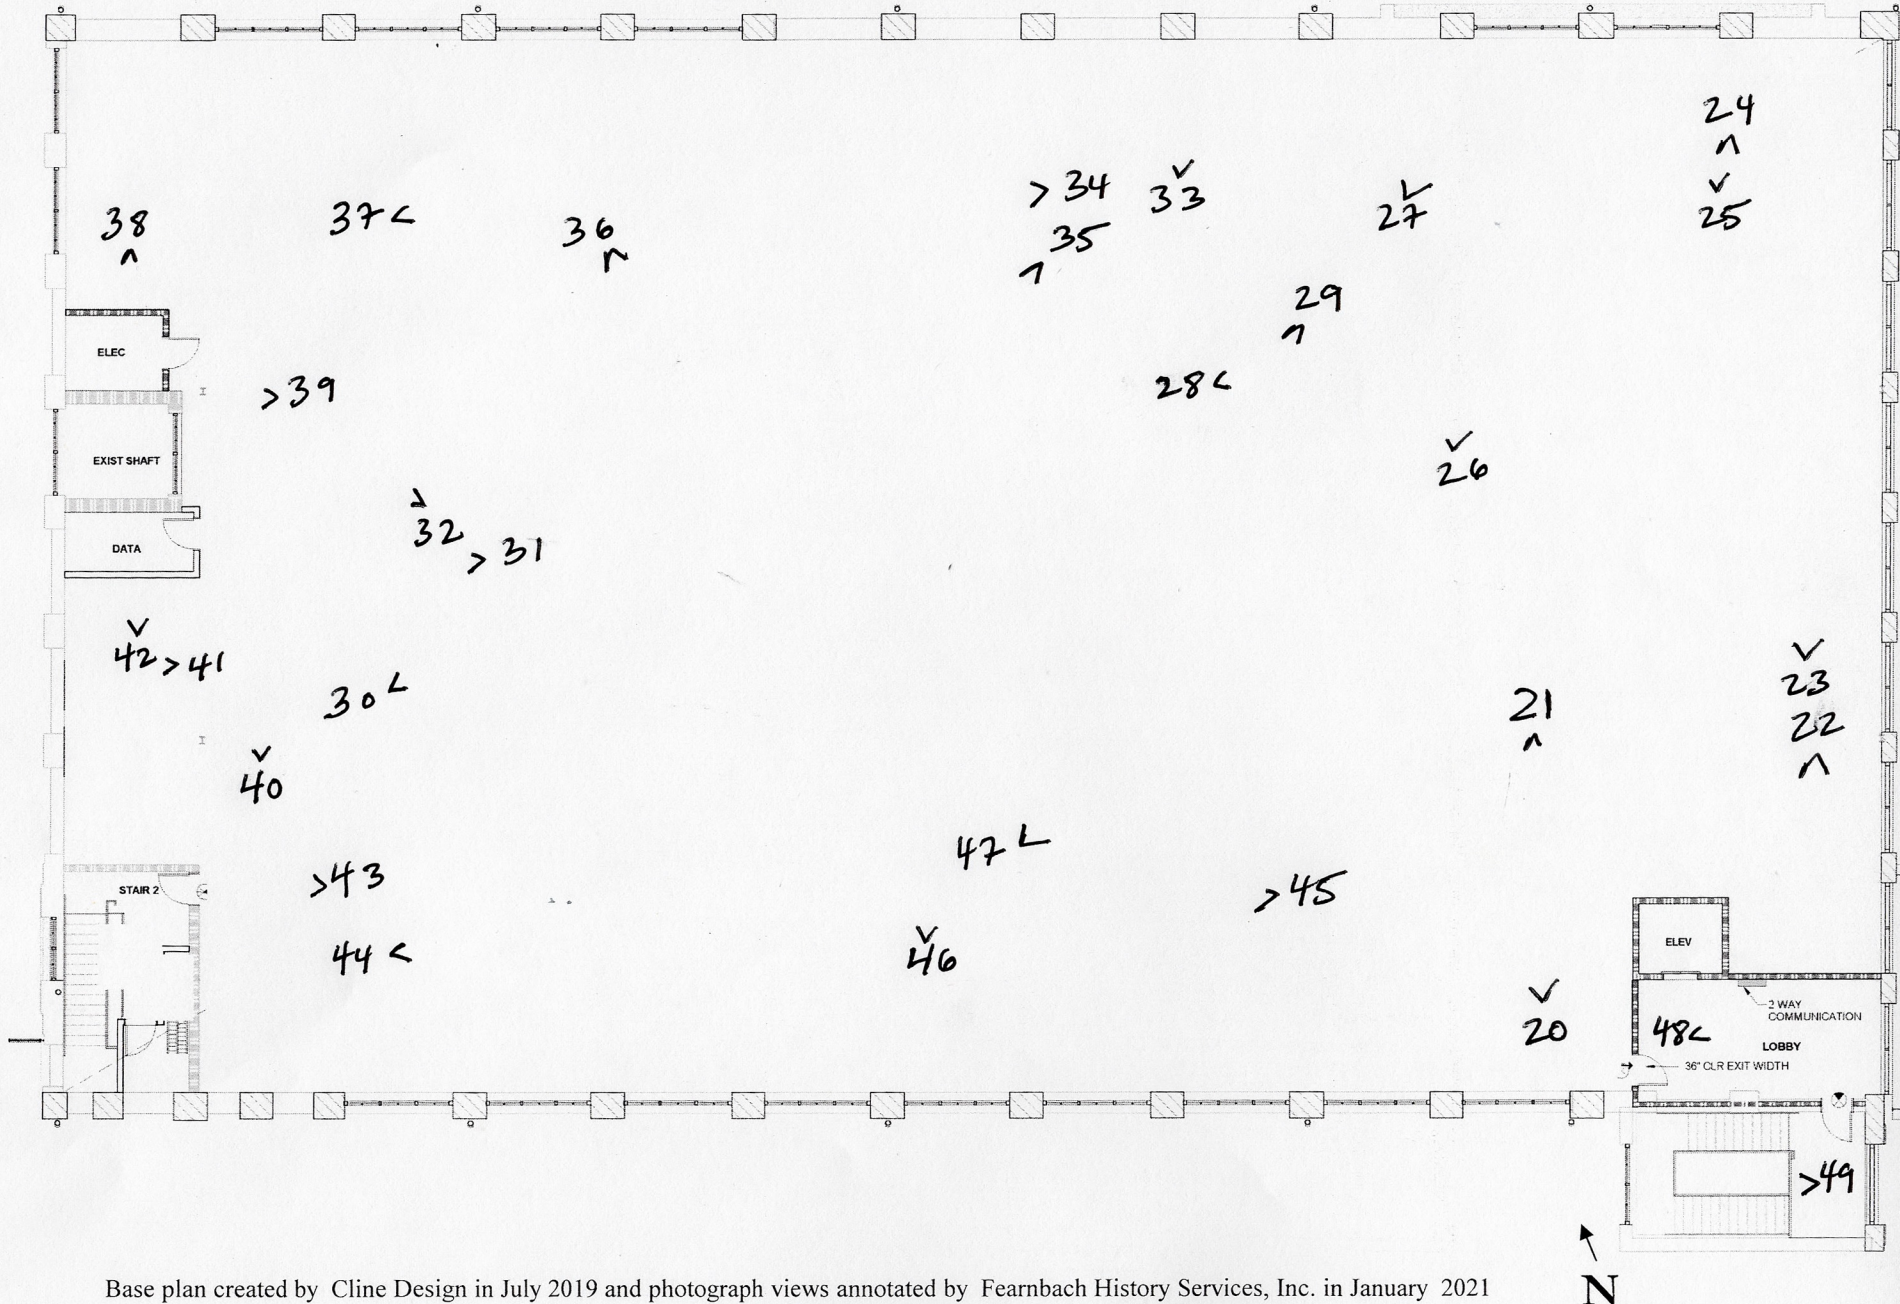 24
^
> 34
v
33
v
27
v
25
38
^
37 <
36
^
35
^
29
^
ELEC
> 39
28 <
v
26
EXIST SHAFT
32
> 31
DATA
v
42
> 41
30 <
v
23
22
^
21
^
v
40
47 <
STAIR 2
> 43
> 45
44 <
v
46
ELEV
v
20
2 WAY
COMMUNICATION
48 <
LOBBY
36" CLR EXIT WIDTH
> 49
N
Base plan created by Cline Design in July 2019 and photograph views annotated by Fearnbach History Services, Inc. in January 2021